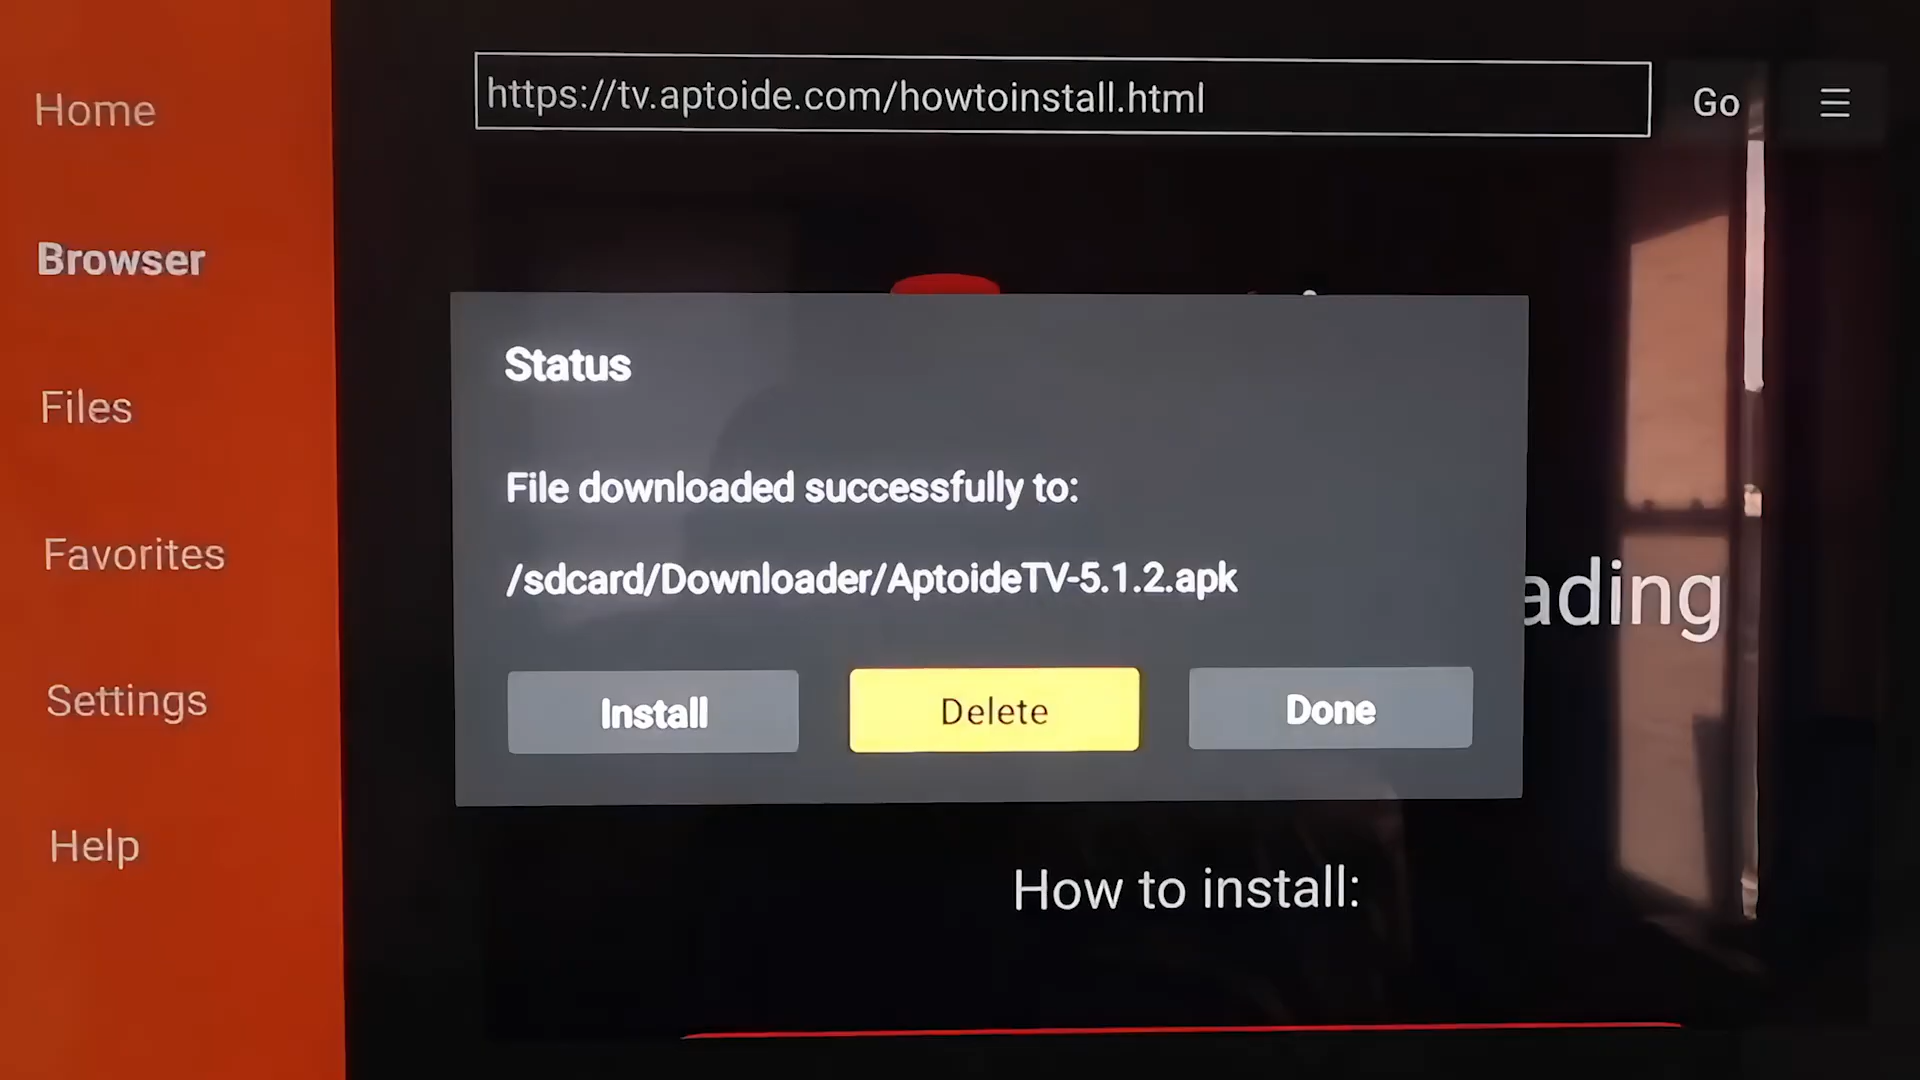 Home
Browser
Files
Favorites
Settings
Help
https://tv.aptoide.com/howtoinstall.html
Go
Status
File downloaded successfully to:
/sdcard/Downloader/AptoideTV-5.1.2.apk
Install
Delete
Done
How to install: